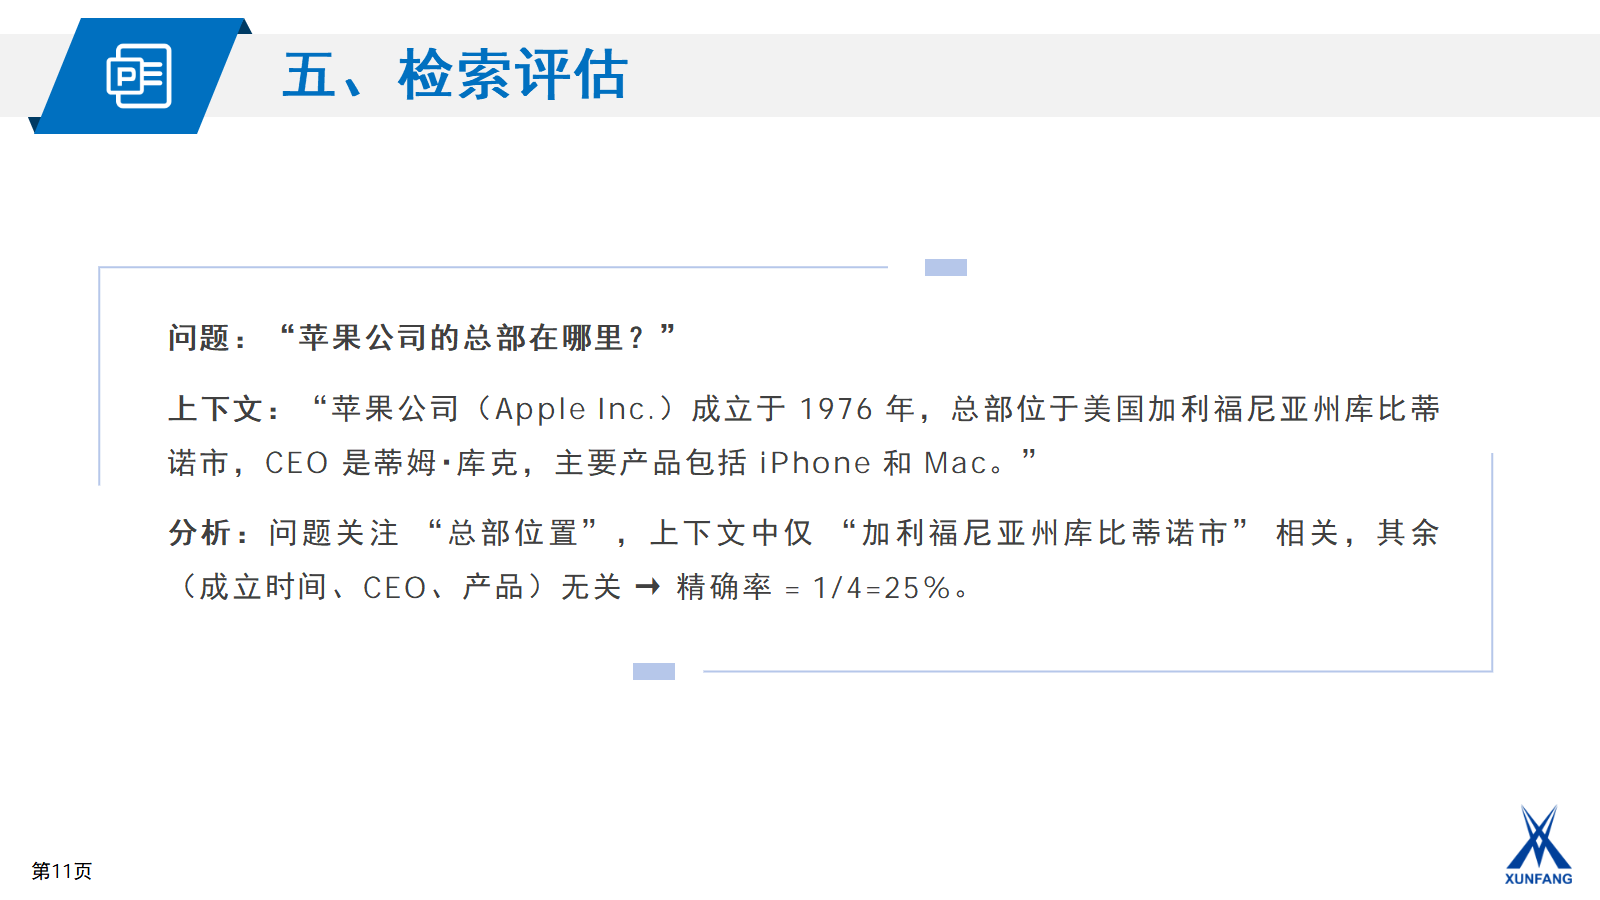 五、检索评估
问题：“苹果公司的总部在哪里？”
上下文：“苹果公司（Apple Inc.）成立于 1976 年，总部位于美国加利福尼亚州库比蒂
诺市，CEO 是蒂姆·库克，主要产品包括 iPhone 和 Mac。”
分析：问题关注 “总部位置”，上下文中仅 “加利福尼亚州库比蒂诺市” 相关，其余
（成立时间、CEO、产品）无关 → 精确率 = 1/4=25%。
第11页
XUNFANG